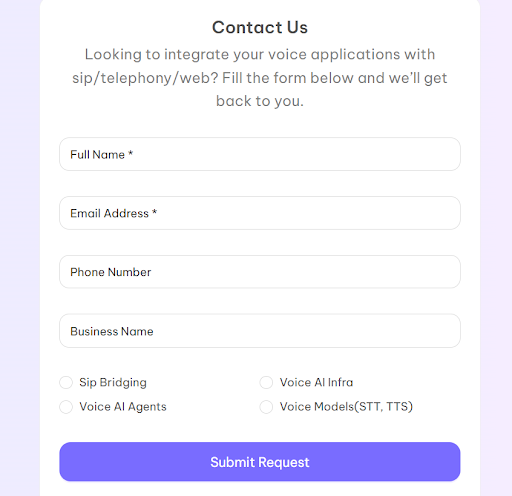 Contact Us
Looking to integrate your voice applications with
sip/telephony/web? Fill the form below and we'll get
back to you.
Full Name *
Email Address *
Phone Number
Business Name
Sip Bridging
Voice AI Infra
Voice AI Agents
Voice Models(STT, TTS)
Submit Request